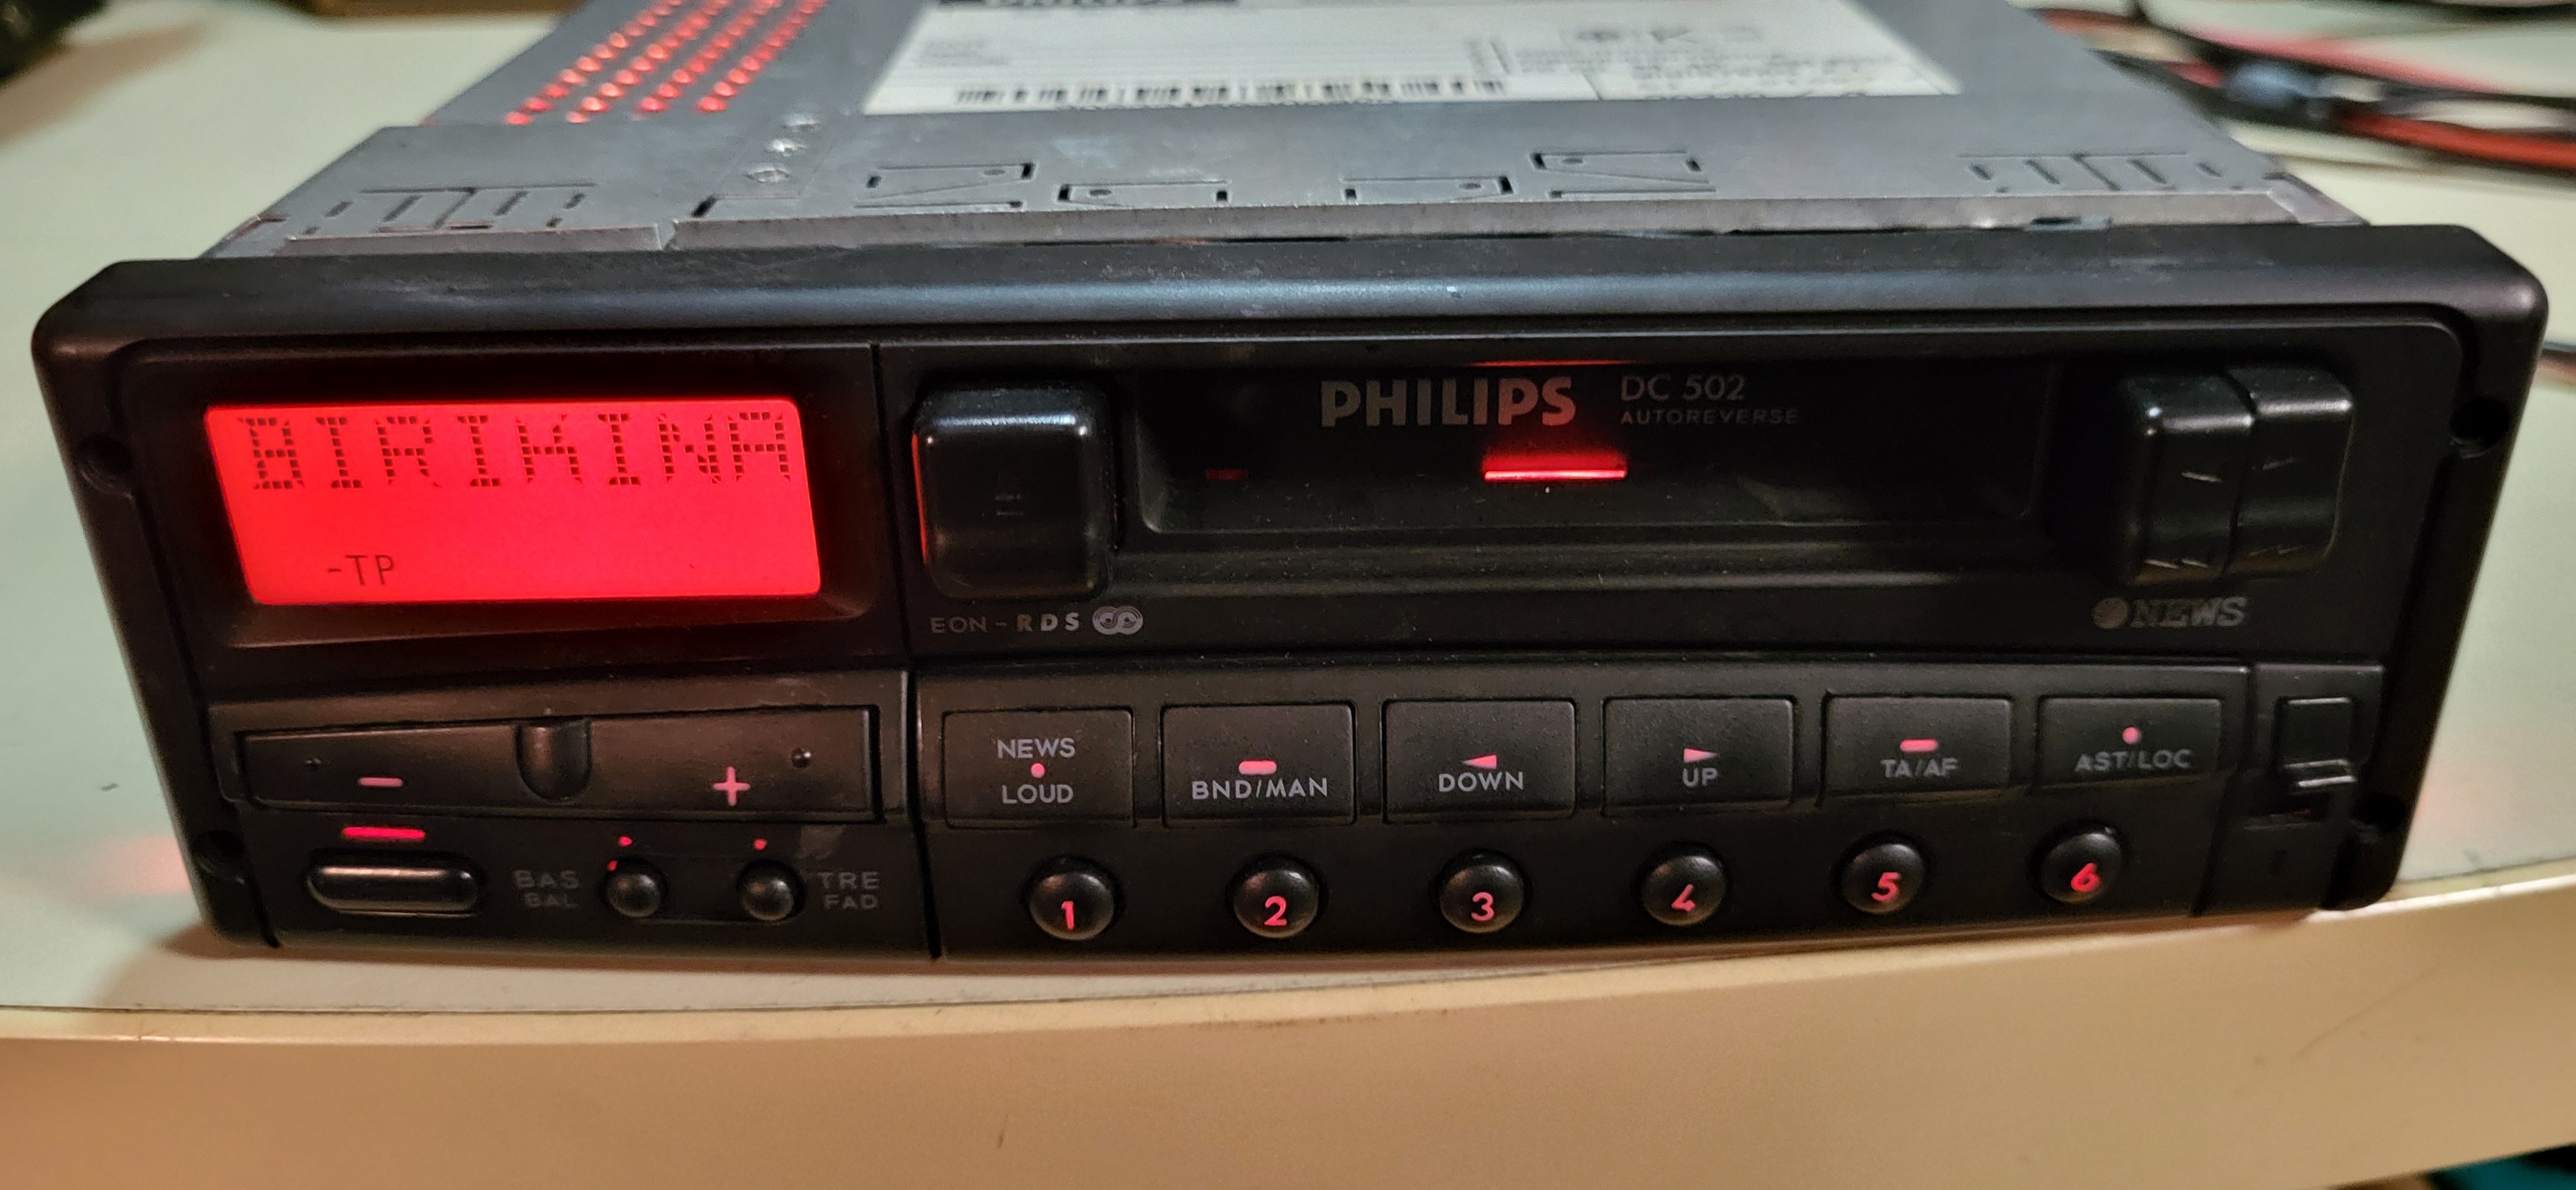 BIRIKINA
-TP
PHILIPS DC 502
AUTOREVERSE
EON-RDS
NEWS
- +
NEWS
LOUD
BND/MAN
DOWN
UP
TA/AF
AST/LOC
BAS
BAL
TRE
FAD
1 2 3 4 5 6